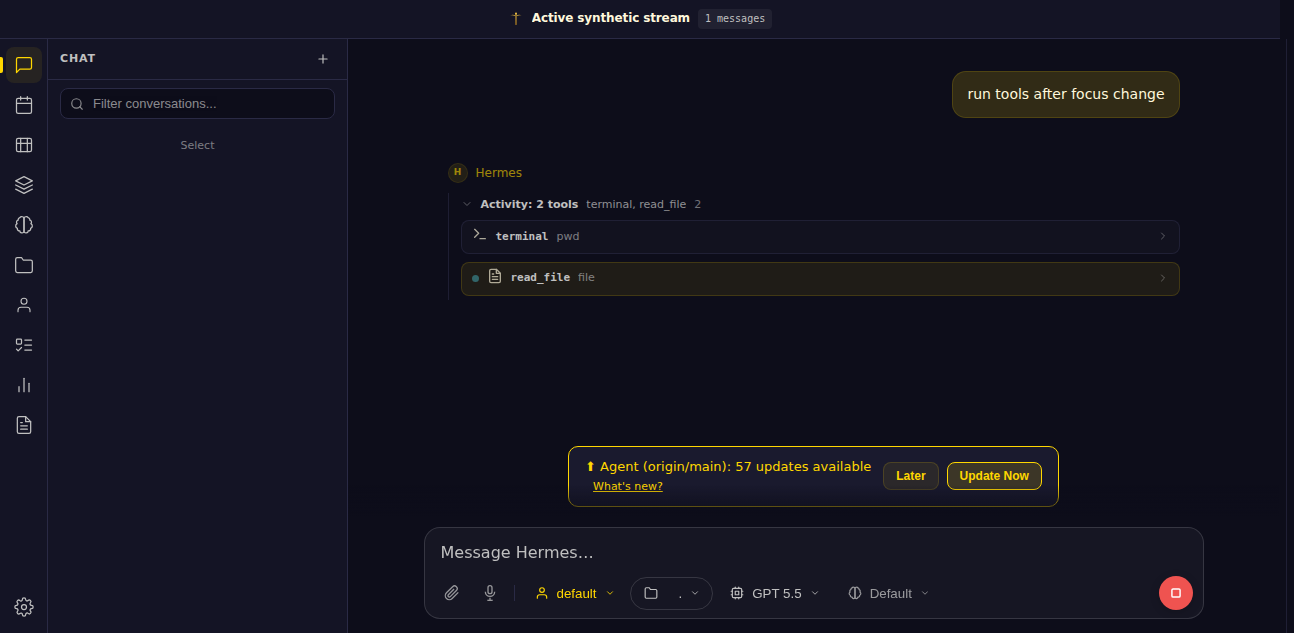 Active synthetic stream 1 messages
CHAT
Filter conversations...
Select
run tools after focus change
H Hermes
Activity: 2 tools terminal, read_file 2
terminal pwd
read_file file
⬆ Agent (origin/main): 57 updates available
What's new?
Later
Update Now
Message Hermes…
default . GPT 5.5 Default